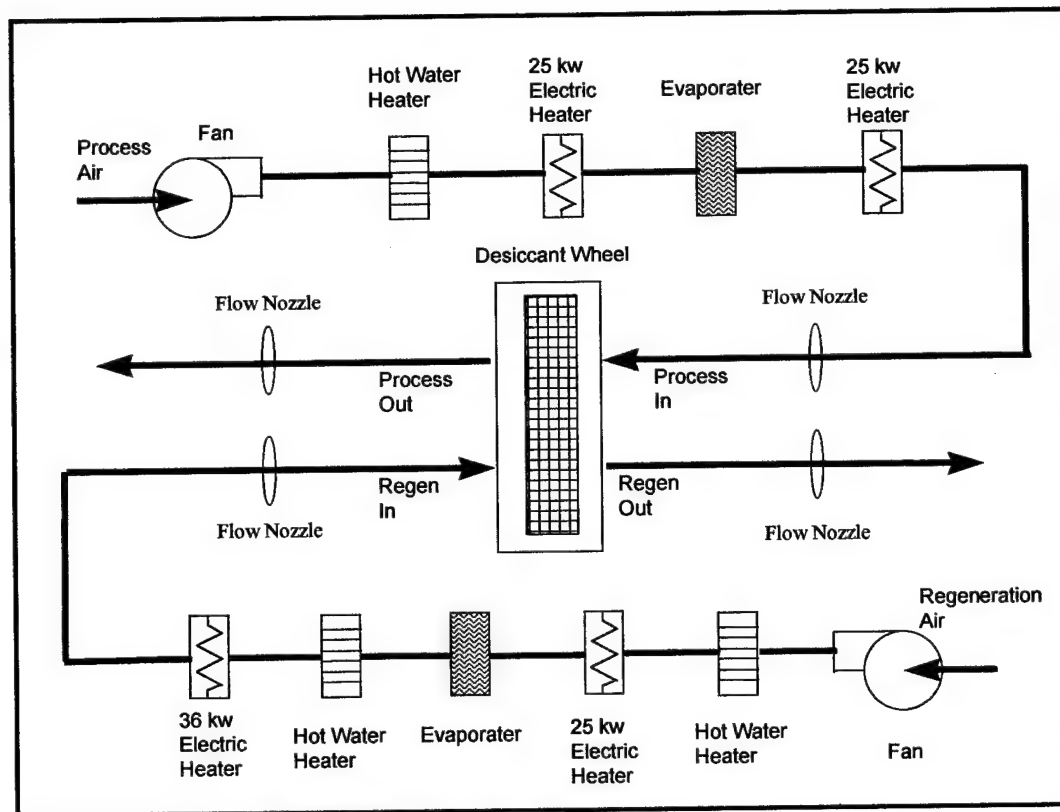 Process
Air
Fan
Hot Water
Heater
25 kw
Electric
Heater
Evaporater
25 kw
Electric
Heater
Desiccant Wheel
Flow Nozzle
Flow Nozzle
Process
Out
Process
In
Regen
In
Regen
Out
Flow Nozzle
Flow Nozzle
36 kw
Electric
Heater
Hot Water
Heater
Evaporater
25 kw
Electric
Heater
Hot Water
Heater
Regeneration
Air
Fan